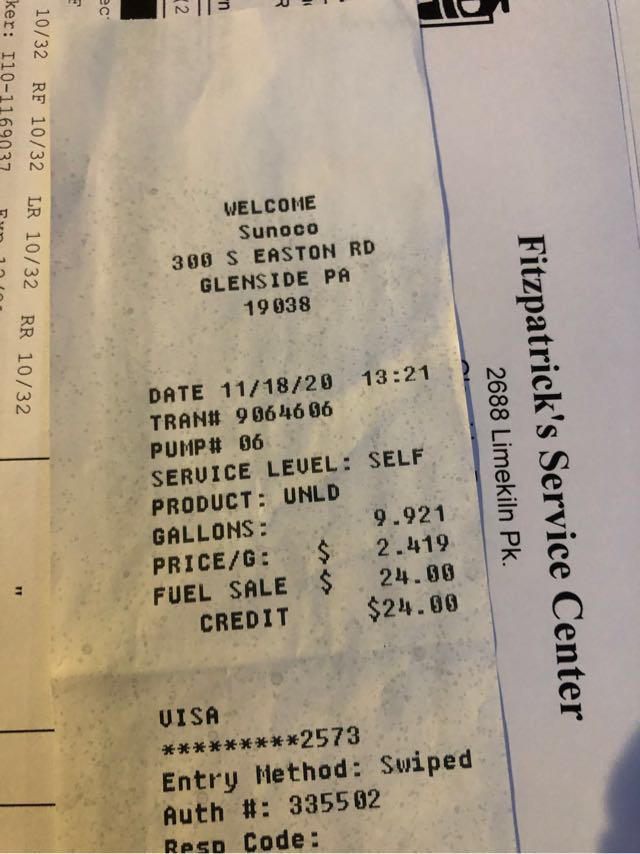 WELCOME
Sunoco
300 S EASTON RD
GLENSIDE PA
19038
DATE 11/18/20 13:21
TRAN# 9064606
PUMP# 06
SERVICE LEVEL: SELF
PRODUCT: UNLD
GALLONS: 9.921
PRICE/G: $ 2.419
FUEL SALE $ 24.00
CREDIT $24.00
VISA
*********2573
Entry Method: Swiped
Auth #: 335502
Resp Code:
Fitzpatrick's Service Center
2688 Limekiln Pk.
10/32 RF 10/32 LR 10/32 RR 10/32
ker: I10-1169037
"